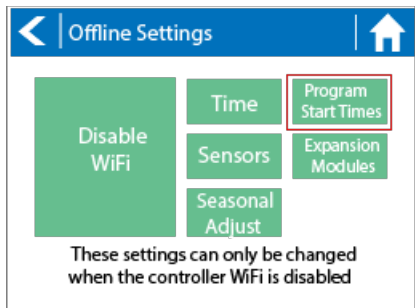 Offline Settings
Disable
WiFi
Time
Program
Start Times
Sensors
Expansion
Modules
Seasonal
Adjust
These settings can only be changed
when the controller WiFi is disabled